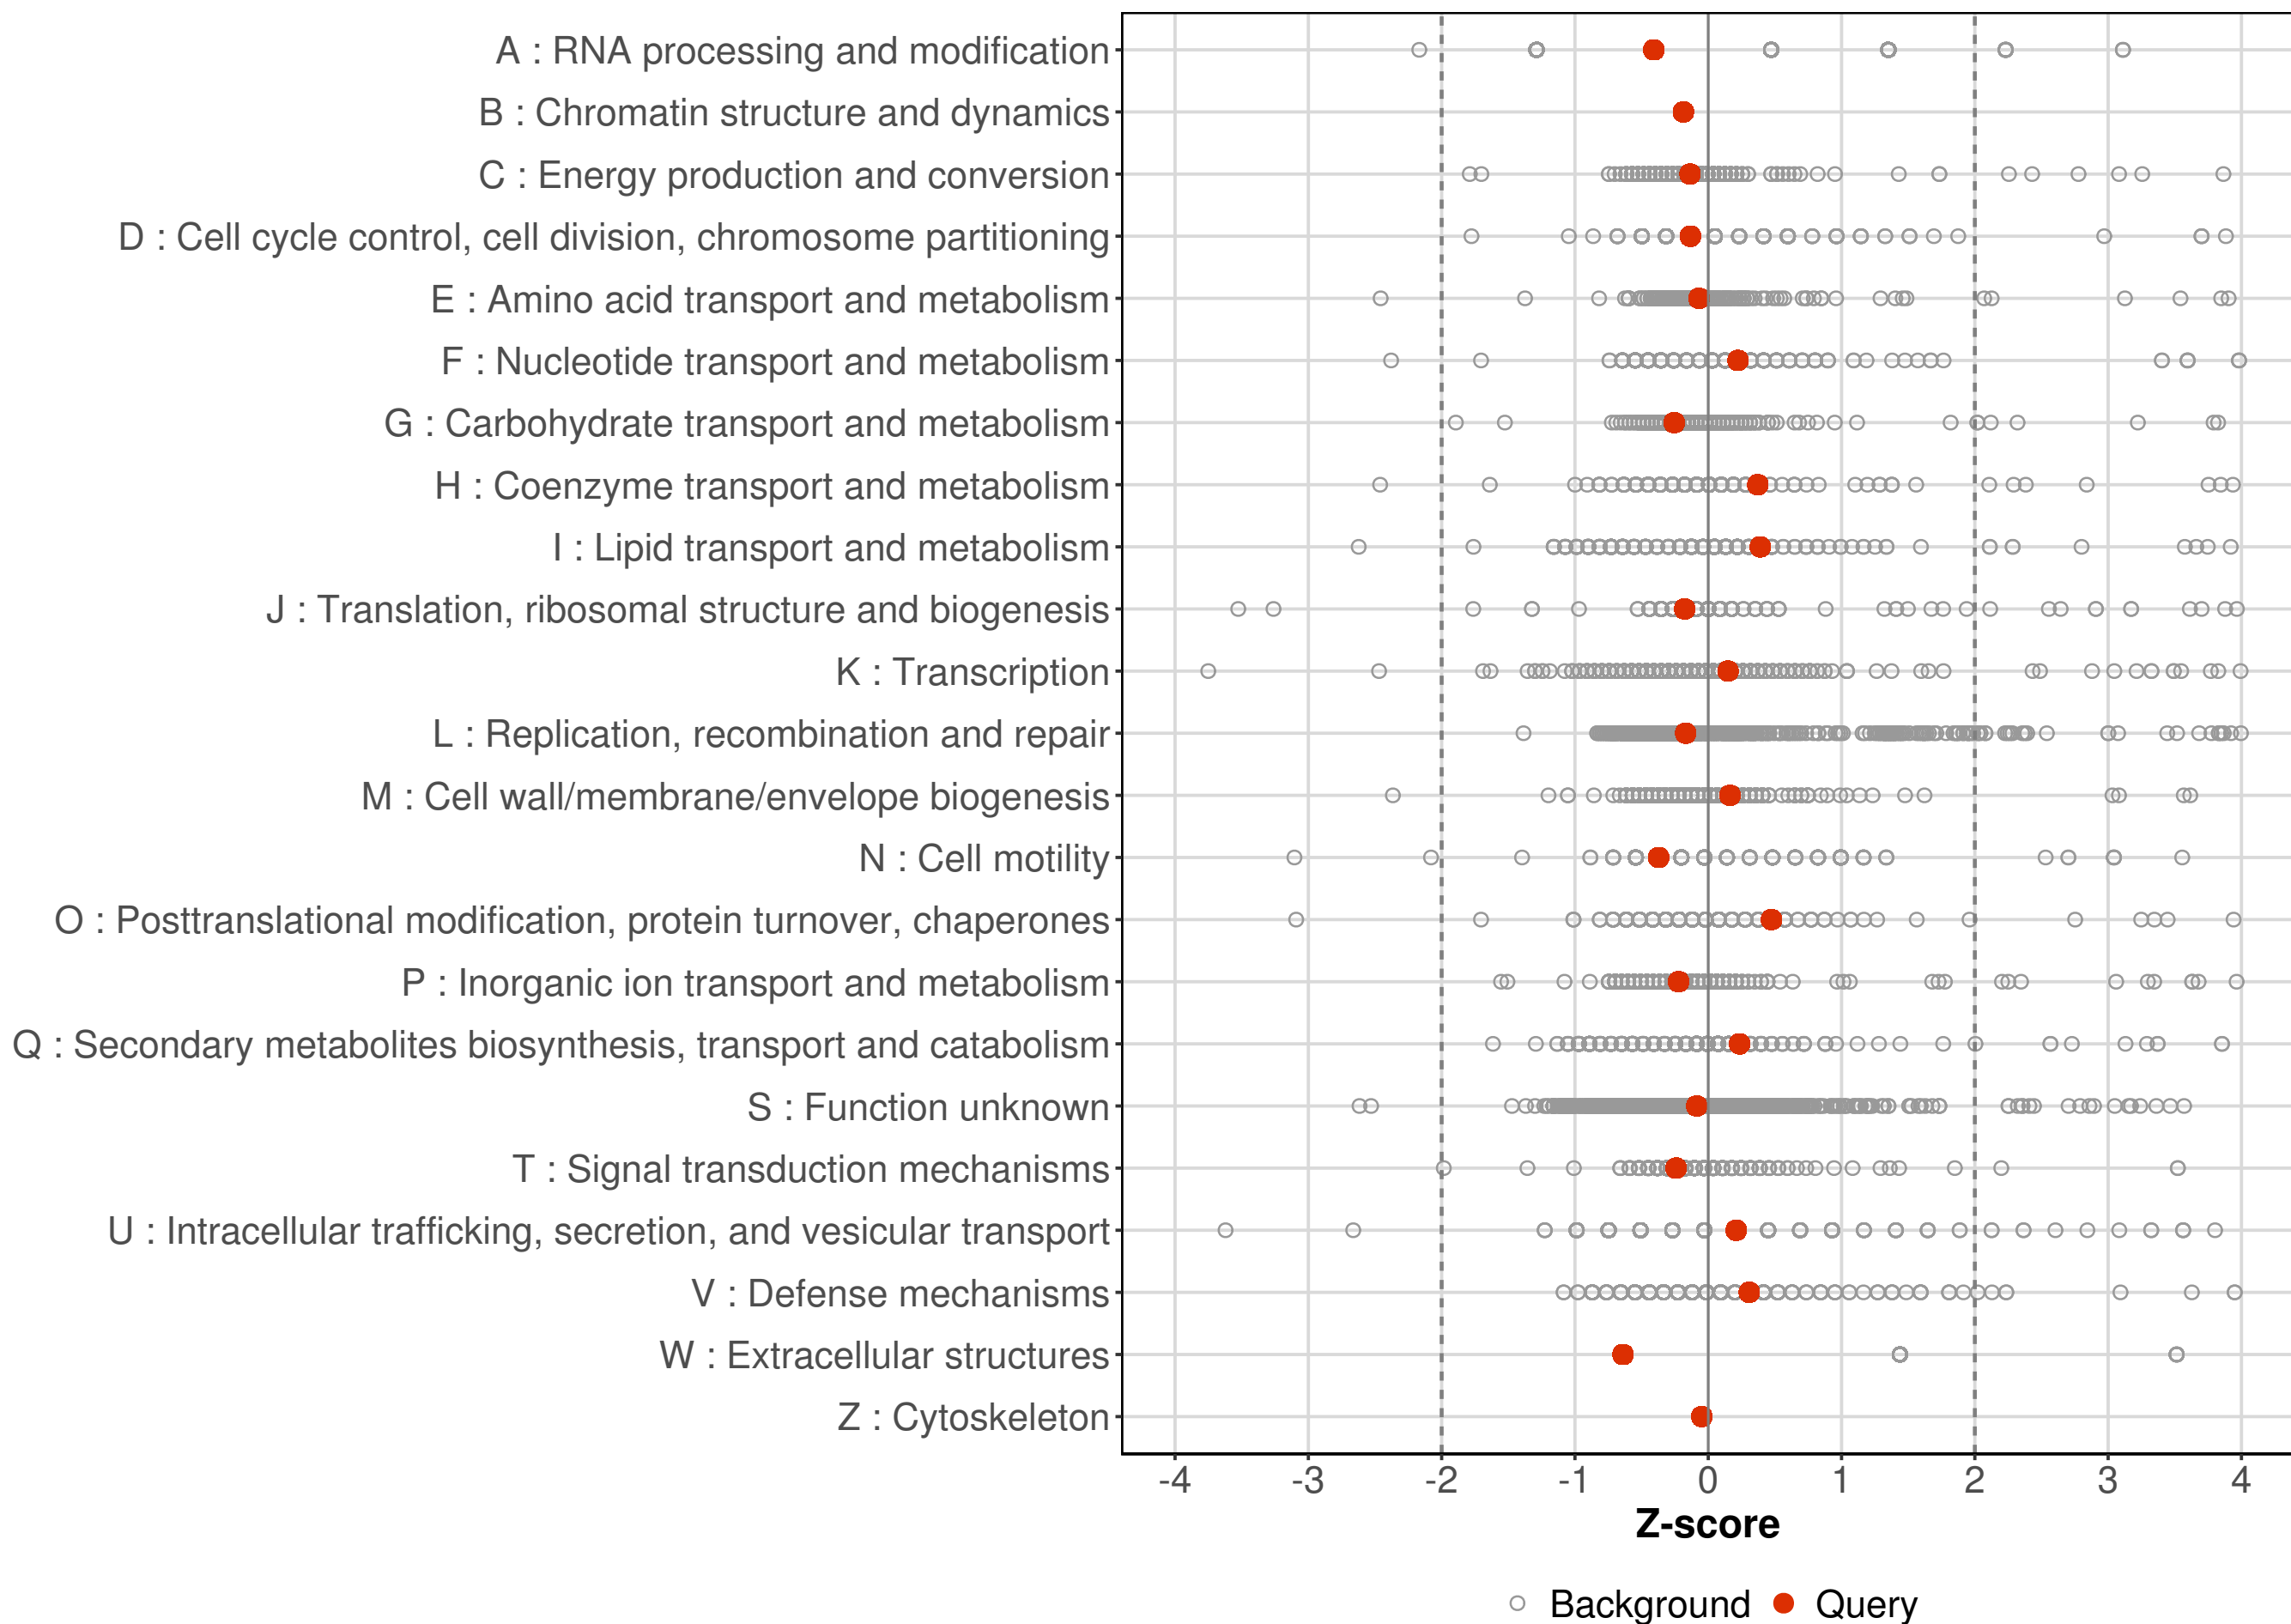 A : RNA processing and modification
B : Chromatin structure and dynamics
C : Energy production and conversion
D : Cell cycle control, cell division, chromosome partitioning
E : Amino acid transport and metabolism
F : Nucleotide transport and metabolism
G : Carbohydrate transport and metabolism
H : Coenzyme transport and metabolism
I : Lipid transport and metabolism
J : Translation, ribosomal structure and biogenesis
K : Transcription
L : Replication, recombination and repair
M : Cell wall/membrane/envelope biogenesis
N : Cell motility
O : Posttranslational modification, protein turnover, chaperones
P : Inorganic ion transport and metabolism
Q : Secondary metabolites biosynthesis, transport and catabolism
S : Function unknown
T : Signal transduction mechanisms
U : Intracellular trafficking, secretion, and vesicular transport
V : Defense mechanisms
W : Extracellular structures
Z : Cytoskeleton
-4 -3 -2 -1 0 1 2 3 4
Z-score
Background Query